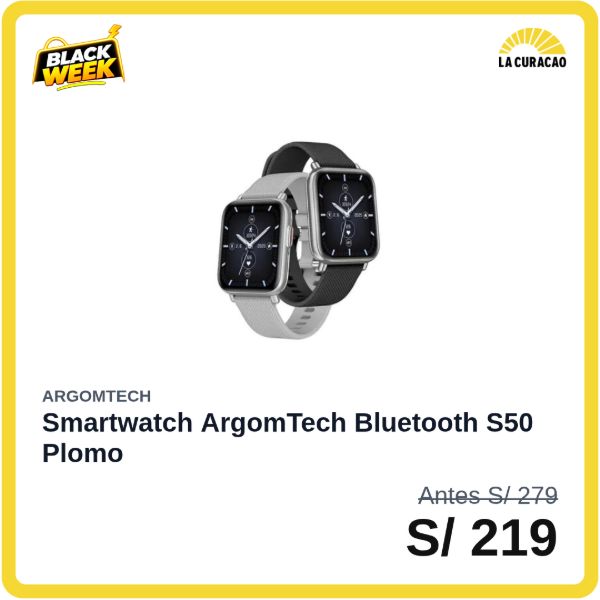 BLACK
WEEK
LA CURACAO
ARGOMTECH
Smartwatch ArgomTech Bluetooth S50
Plomo
Antes S/ 279
S/ 219